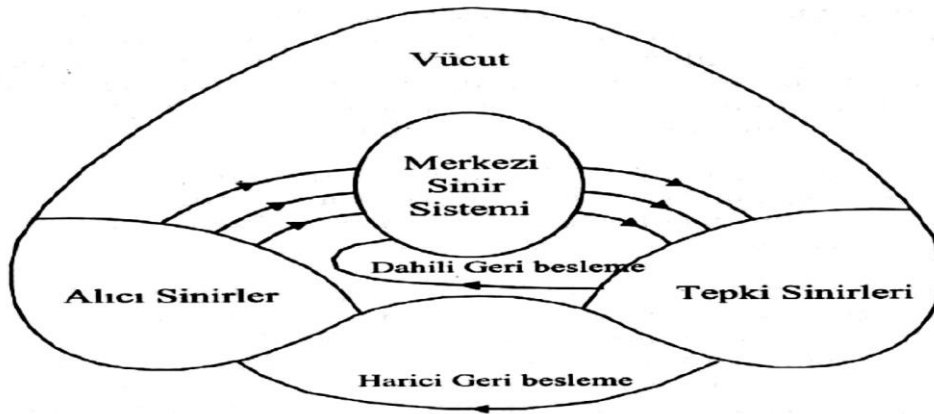 Vücut
Merkezi
Sinir
Sistemi
Dahili Geri besleme
Alıcı Sinirler
Tepki Sinirleri
Harici Geri besleme